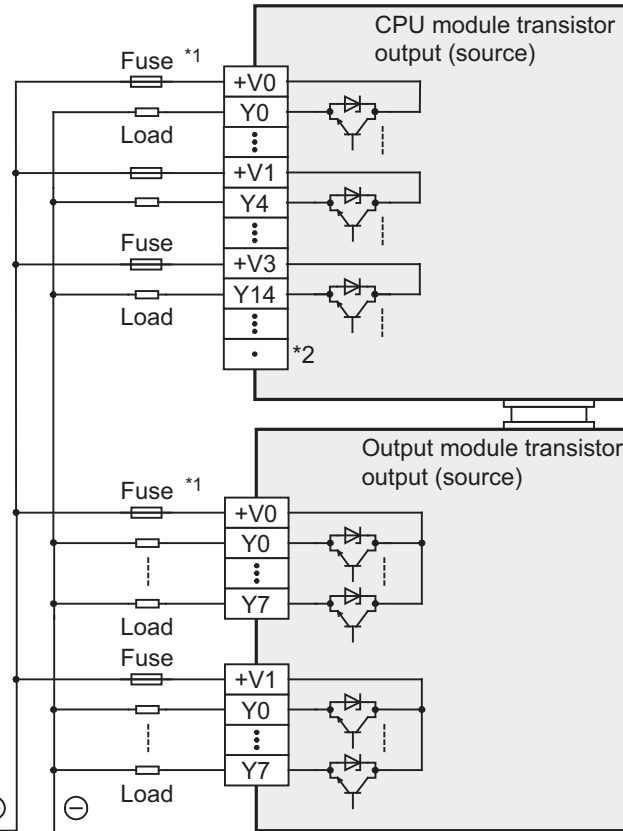 CPU module transistor
output (source)
Fuse *1
+V0
Y0
Load
+V1
Y4
Fuse
+V3
Y14
Load
*2
Output module transistor
output (source)
Fuse *1
+V0
Y0
Y7
Load
Fuse
+V1
Y0
Y7
Load